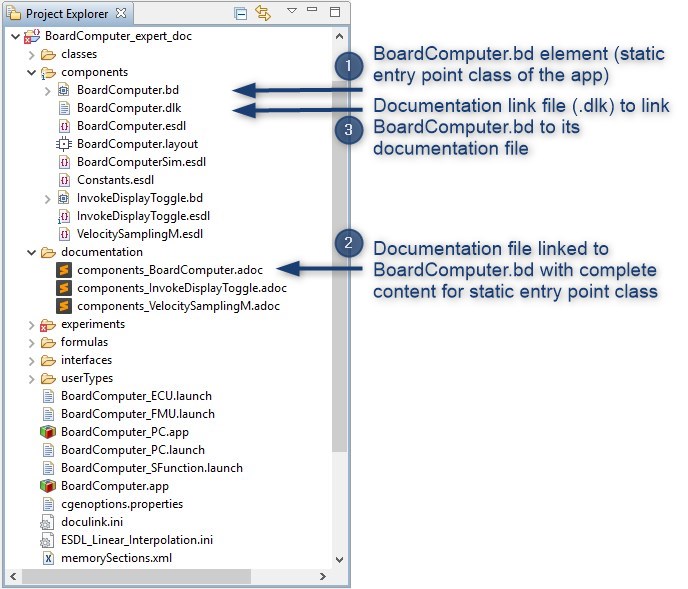 Project Explorer
BoardComputer_expert_doc
classes
components
BoardComputer.bd
BoardComputer.dlk
BoardComputer.esdl
BoardComputer.layout
BoardComputerSim.esdl
Constants.esdl
InvokeDisplayToggle.bd
InvokeDisplayToggle.esdl
VelocitySamplingM.esdl
documentation
components_BoardComputer.adoc
components_InvokeDisplayToggle.adoc
components_VelocitySamplingM.adoc
experiments
formulas
interfaces
userTypes
BoardComputer_ECU.launch
BoardComputer_FMU.launch
BoardComputer_PC.app
BoardComputer_PC.launch
BoardComputer_SFunction.launch
BoardComputer.app
cgenoptions.properties
doculink.ini
ESDL_Linear_Interpolation.ini
memorySections.xml
1
BoardComputer.bd element (static
entry point class of the app)
3
Documentation link file (.dlk) to link
BoardComputer.bd to its
documentation file
2
Documentation file linked to
BoardComputer.bd with complete
content for static entry point class